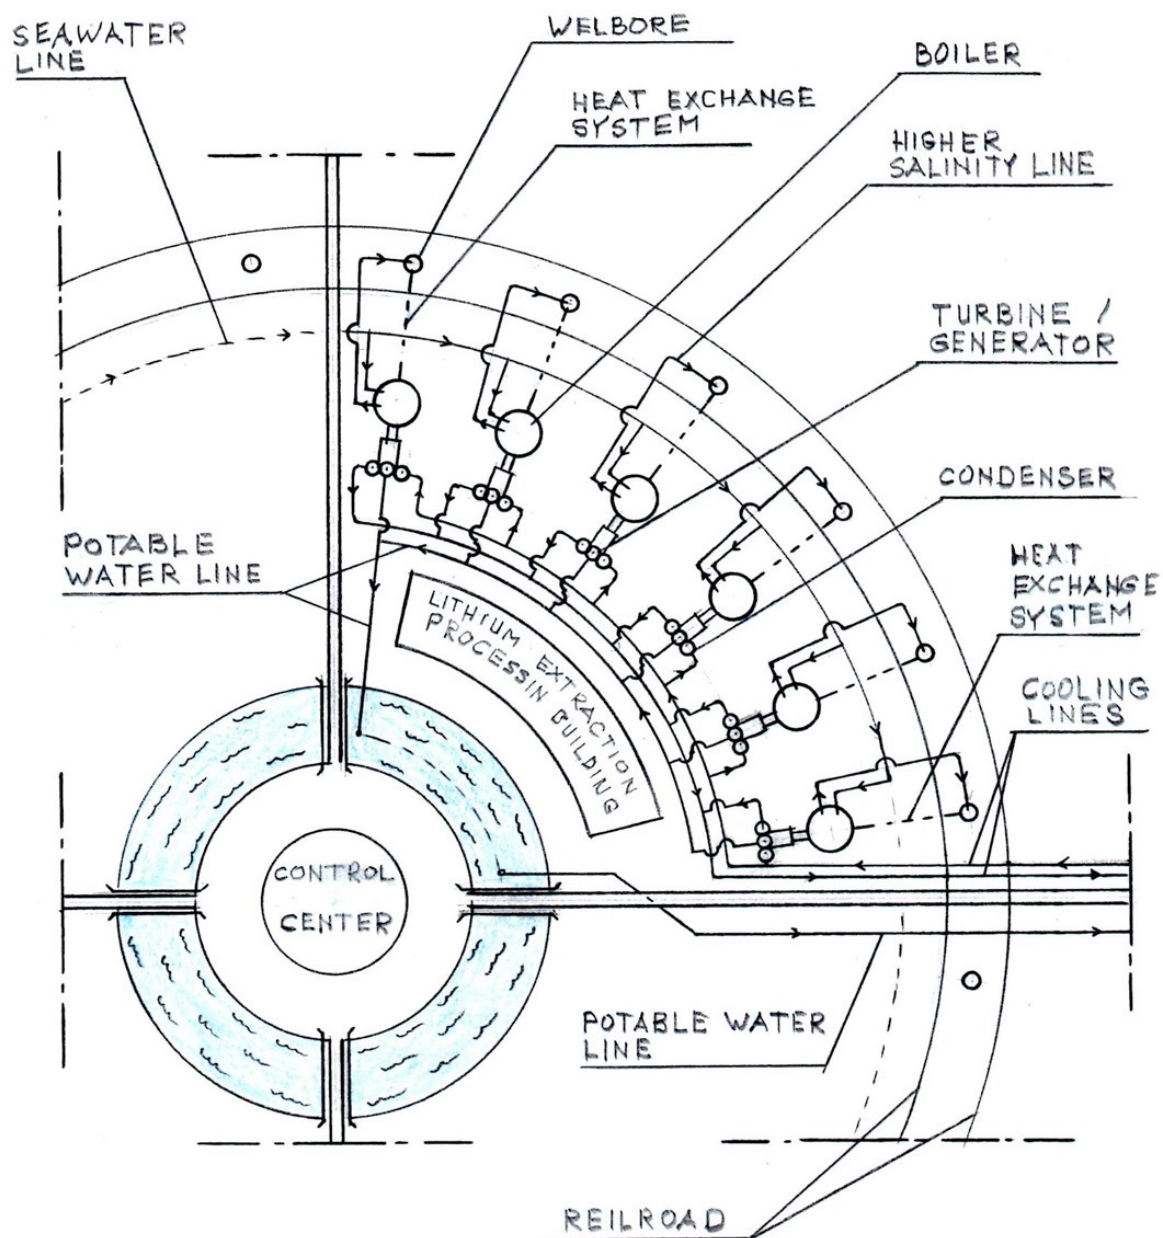 SEAWATER
LINE
WELBORE
HEAT EXCHANGE
SYSTEM
BOILER
HIGHER
SALINITY LINE
TURBINE /
GENERATOR
CONDENSER
POTABLE
WATER LINE
HEAT
EXCHANGE
SYSTEM
LITHIUM EXTRACTION
PROCESSIN BUILDING
COOLING
LINES
CONTROL
CENTER
POTABLE WATER
LINE
REILROAD